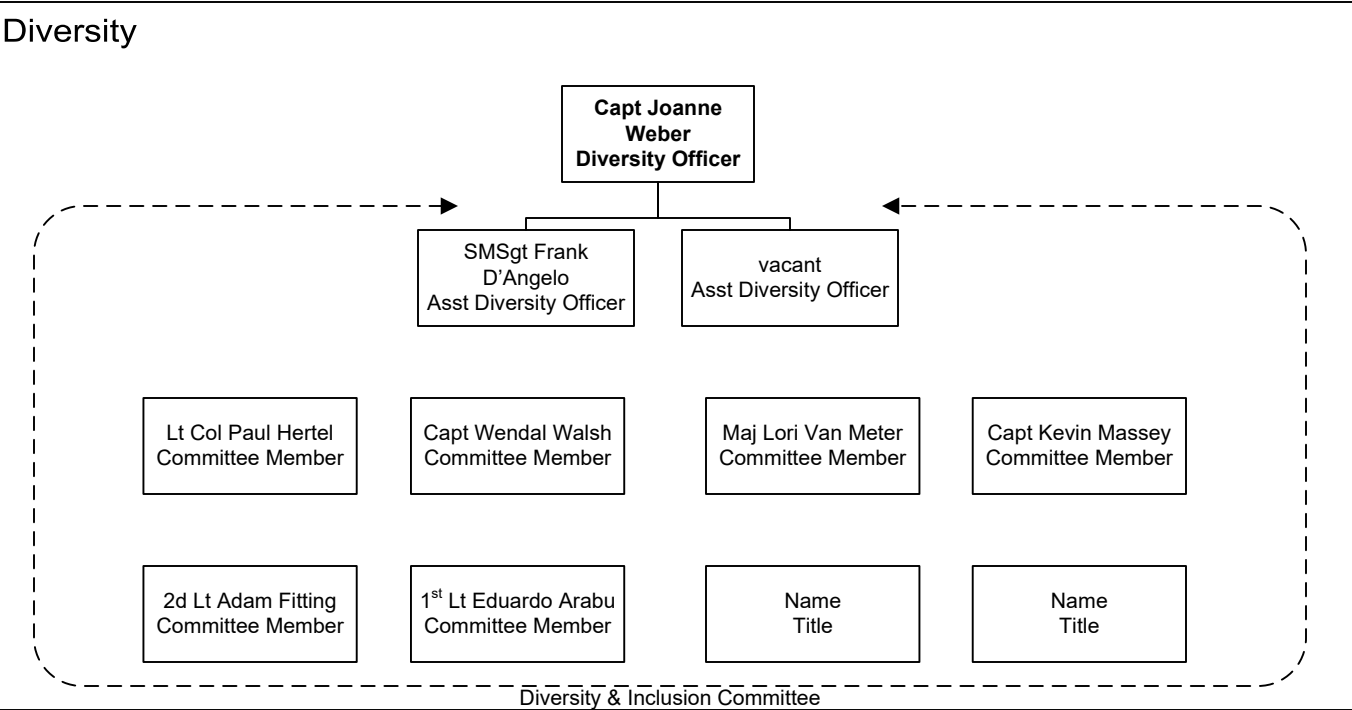 Diversity
Capt Joanne
Weber
Diversity Officer
SMSgt Frank
D’Angelo
Asst Diversity Officer
vacant
Asst Diversity Officer
Lt Col Paul Hertel
Committee Member
Capt Wendal Walsh
Committee Member
Maj Lori Van Meter
Committee Member
Capt Kevin Massey
Committee Member
2d Lt Adam Fitting
Committee Member
1st Lt Eduardo Arabu
Committee Member
Name
Title
Name
Title
Diversity & Inclusion Committee